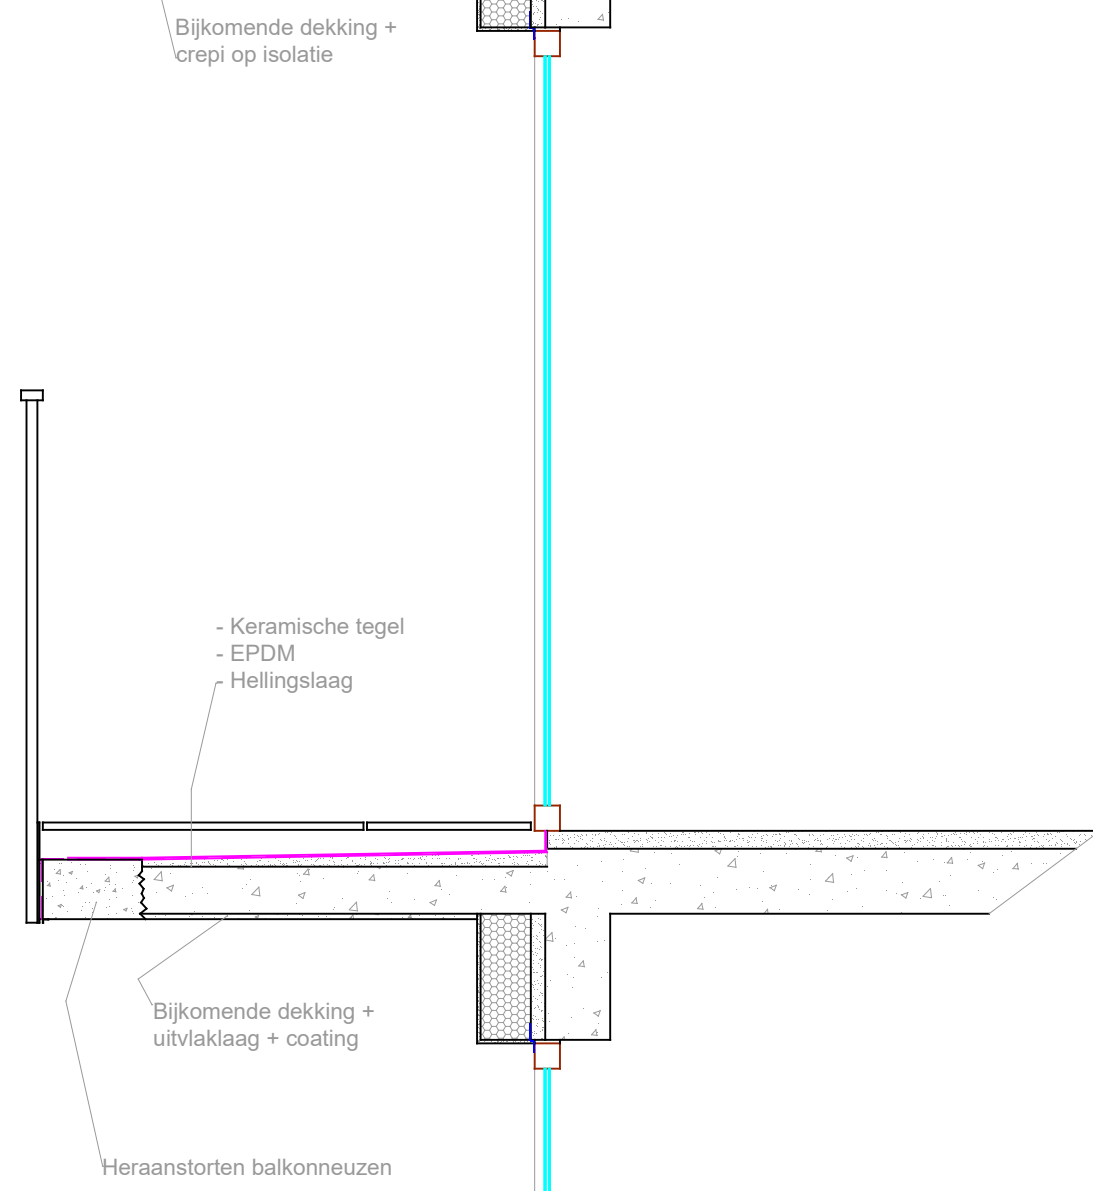 Bijkomende dekking +
crepi op isolatie
- Keramische tegel
- EPDM
- Hellingslaag
Bijkomende dekking +
uitvlaklaag + coating
Heraanstorten balkonneuzen